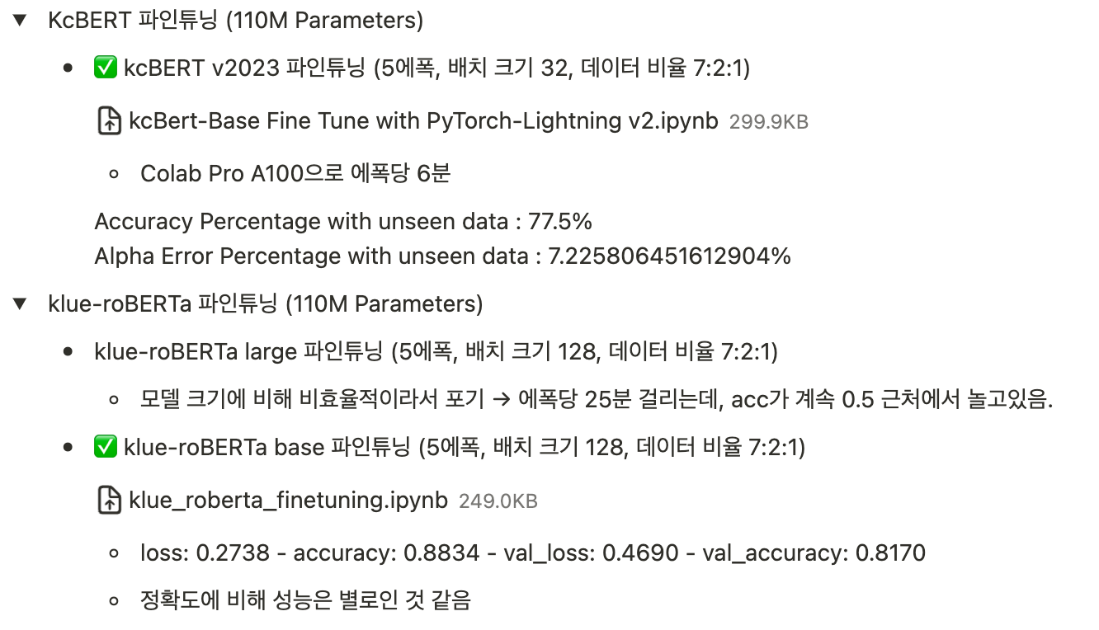 ▼ KcBERT 파인튜닝 (110M Parameters)
• ✅ kcBERT v2023 파인튜닝 (5에폭, 배치 크기 32, 데이터 비율 7:2:1)
kcBert-Base Fine Tune with PyTorch-Lightning v2.ipynb 299.9KB
◦ Colab Pro A100으로 에폭당 6분
Accuracy Percentage with unseen data : 77.5%
Alpha Error Percentage with unseen data : 7.225806451612904%
▼ klue-roBERTa 파인튜닝 (110M Parameters)
• klue-roBERTa large 파인튜닝 (5에폭, 배치 크기 128, 데이터 비율 7:2:1)
◦ 모델 크기에 비해 비효율적이라서 포기 → 에폭당 25분 걸리는데, acc가 계속 0.5 근처에서 놀고있음.
• ✅ klue-roBERTa base 파인튜닝 (5에폭, 배치 크기 128, 데이터 비율 7:2:1)
klue_roberta_finetuning.ipynb 249.0KB
◦ loss: 0.2738 - accuracy: 0.8834 - val_loss: 0.4690 - val_accuracy: 0.8170
◦ 정확도에 비해 성능은 별로인 것 같음